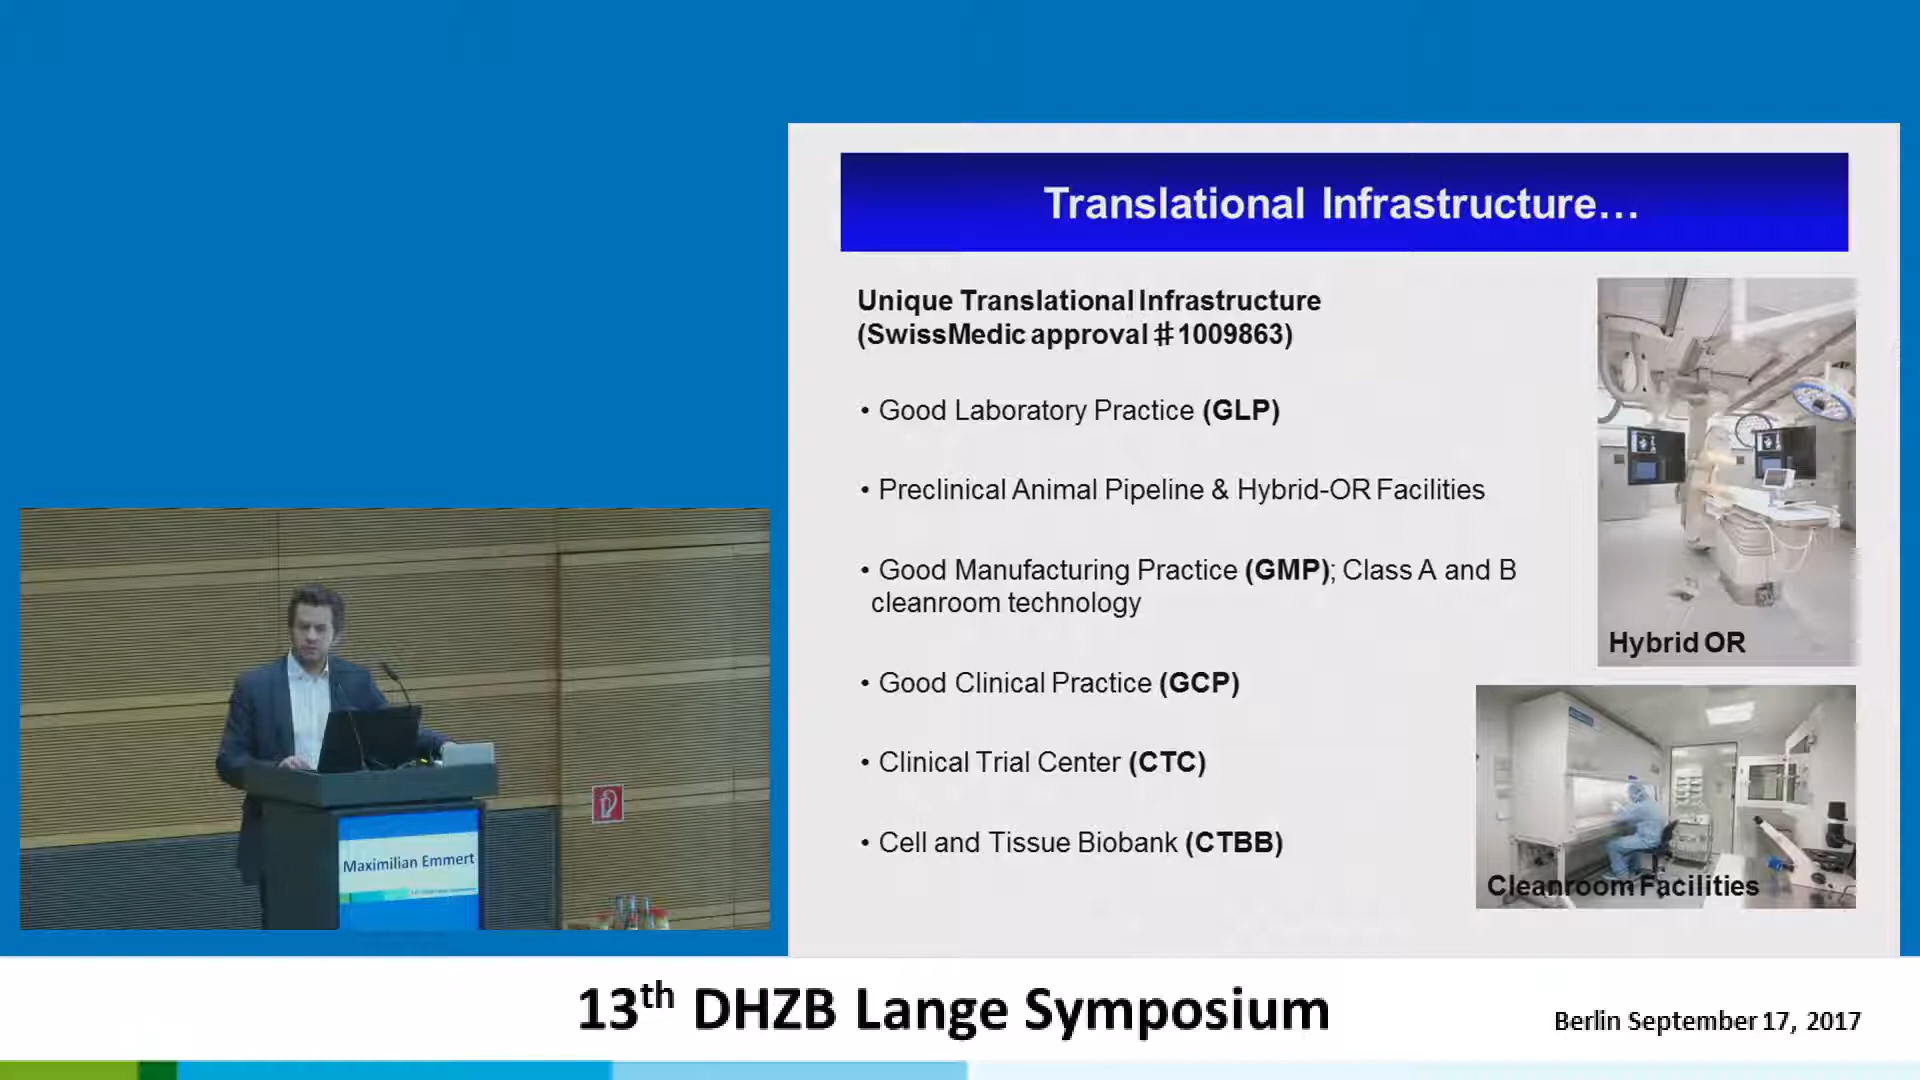 Translational Infrastructure…
Unique Translational Infrastructure
(SwissMedic approval #1009863)
• Good Laboratory Practice (GLP)
• Preclinical Animal Pipeline & Hybrid-OR Facilities
• Good Manufacturing Practice (GMP); Class A and B
cleanroom technology
• Good Clinical Practice (GCP)
• Clinical Trial Center (CTC)
• Cell and Tissue Biobank (CTBB)
Hybrid OR
Cleanroom Facilities
Maximilian Emmert
13th DHZB Lange Symposium
Berlin September 17, 2017